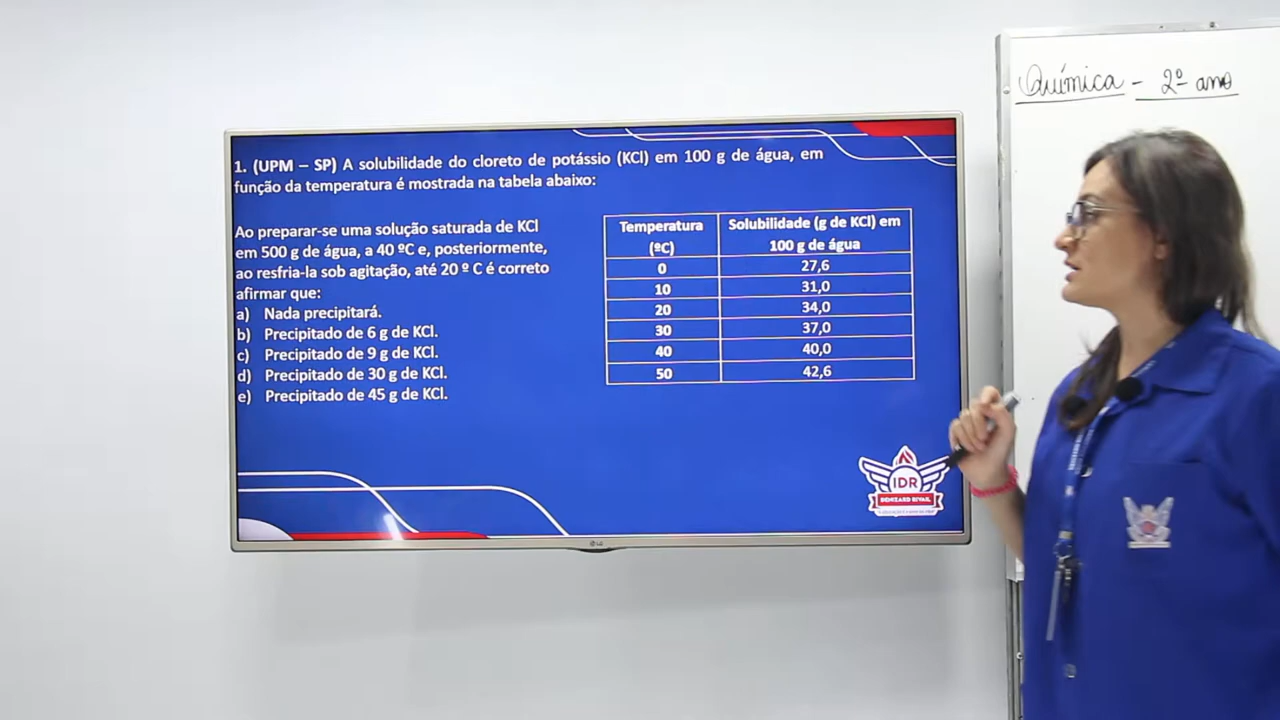 Química - 2º ano
1. (UPM – SP) A solubilidade do cloreto de potássio (KCl) em 100 g de água, em
função da temperatura é mostrada na tabela abaixo:
Ao preparar-se uma solução saturada de KCl
em 500 g de água, a 40 ºC e, posteriormente,
ao resfria-la sob agitação, até 20 º C é correto
afirmar que:
a) Nada precipitará.
b) Precipitado de 6 g de KCl.
c) Precipitado de 9 g de KCl.
d) Precipitado de 30 g de KCl.
e) Precipitado de 45 g de KCl.
Temperatura Solubilidade (g de KCl) em
(ºC) 100 g de água
0 27,6
10 31,0
20 34,0
30 37,0
40 40,0
50 42,6
IDR
DENIZARD RIVAIL
LG